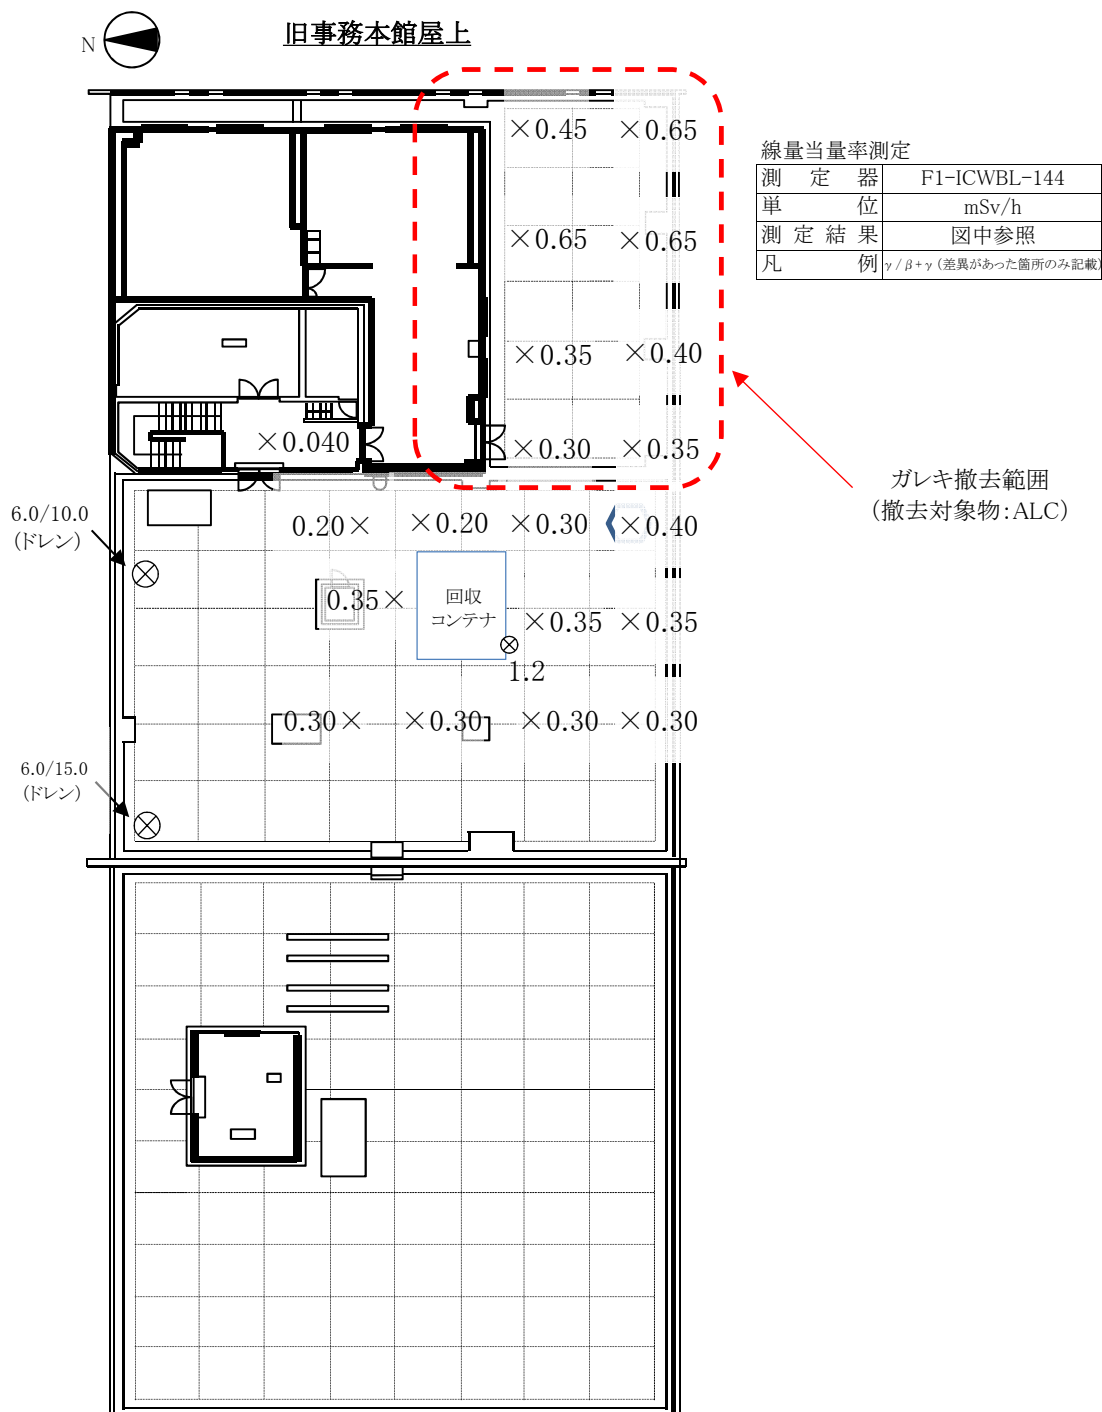 旧事務本館屋上
N
×0.45 ×0.65
線量当量率測定
測定器 F1-ICWBL-144
単位 mSv/h
測定結果 図中参照
凡例 γ/β+γ (差異があった箇所のみ記載)
×0.65 ×0.65
×0.35 ×0.40
×0.040 ×0.30 ×0.35
ガレキ撤去範囲
(撤去対象物:ALC)
6.0/10.0
(ドレン)
0.20× ×0.20 ×0.30 ×0.40
0.35×
回収
コンテナ
×0.35 ×0.35
1.2
0.30× ×0.30 ×0.30 ×0.30
6.0/15.0
(ドレン)